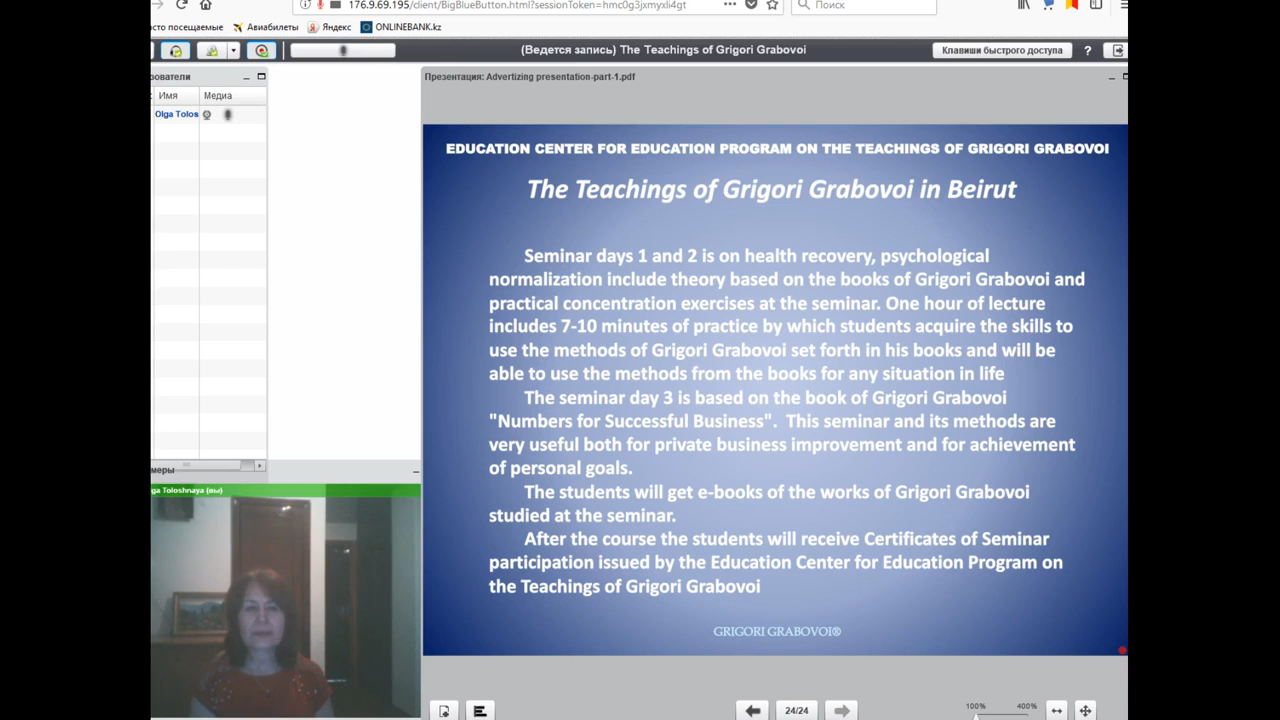 176.9.69.195/client/BigBlueButton.html?sessionToken=hmc0g3jxmyxli4gt
Поиск
сто посещаемые
Авиабилеты
Яндекс
ONLINEBANK.kz
(Ведется запись) The Teachings of Grigori Grabovoi
Клавиши быстрого доступа
?
зователи
Имя
Медиа
Olga Tolos
меры
ga Toloshnaya (вы)
Презентация: Advertizing presentation-part-1.pdf
EDUCATION CENTER FOR EDUCATION PROGRAM ON THE TEACHINGS OF GRIGORI GRABOVOI
The Teachings of Grigori Grabovoi in Beirut
Seminar days 1 and 2 is on health recovery, psychological
normalization include theory based on the books of Grigori Grabovoi and
practical concentration exercises at the seminar. One hour of lecture
includes 7-10 minutes of practice by which students acquire the skills to
use the methods of Grigori Grabovoi set forth in his books and will be
able to use the methods from the books for any situation in life
The seminar day 3 is based on the book of Grigori Grabovoi
"Numbers for Successful Business". This seminar and its methods are
very useful both for private business improvement and for achievement
of personal goals.
The students will get e-books of the works of Grigori Grabovoi
studied at the seminar.
After the course the students will receive Certificates of Seminar
participation issued by the Education Center for Education Program on
the Teachings of Grigori Grabovoi
GRIGORI GRABOVOI®
24/24
100%
400%